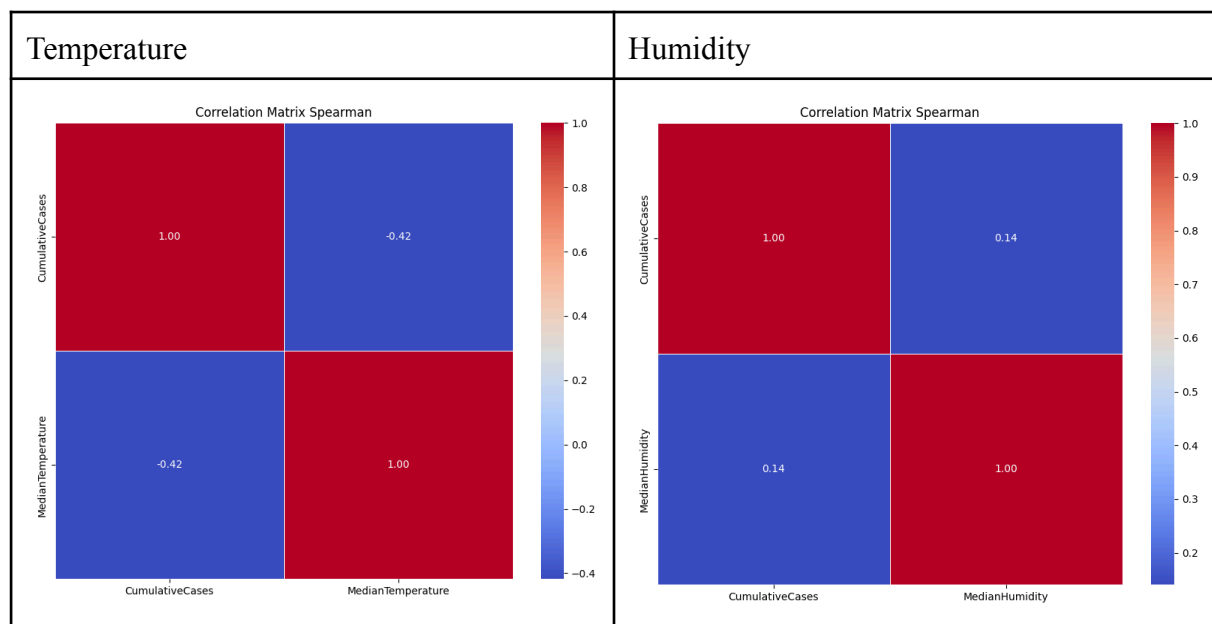 Temperature
Humidity
Correlation Matrix Spearman
CumulativeCases
MedianTemperature
1.00
-0.42
-0.42
1.00
CumulativeCases
MedianTemperature
1.0
0.8
0.6
0.4
0.2
0.0
−0.2
−0.4
Correlation Matrix Spearman
CumulativeCases
MedianHumidity
1.00
0.14
0.14
1.00
CumulativeCases
MedianHumidity
1.0
0.9
0.8
0.7
0.6
0.5
0.4
0.3
0.2